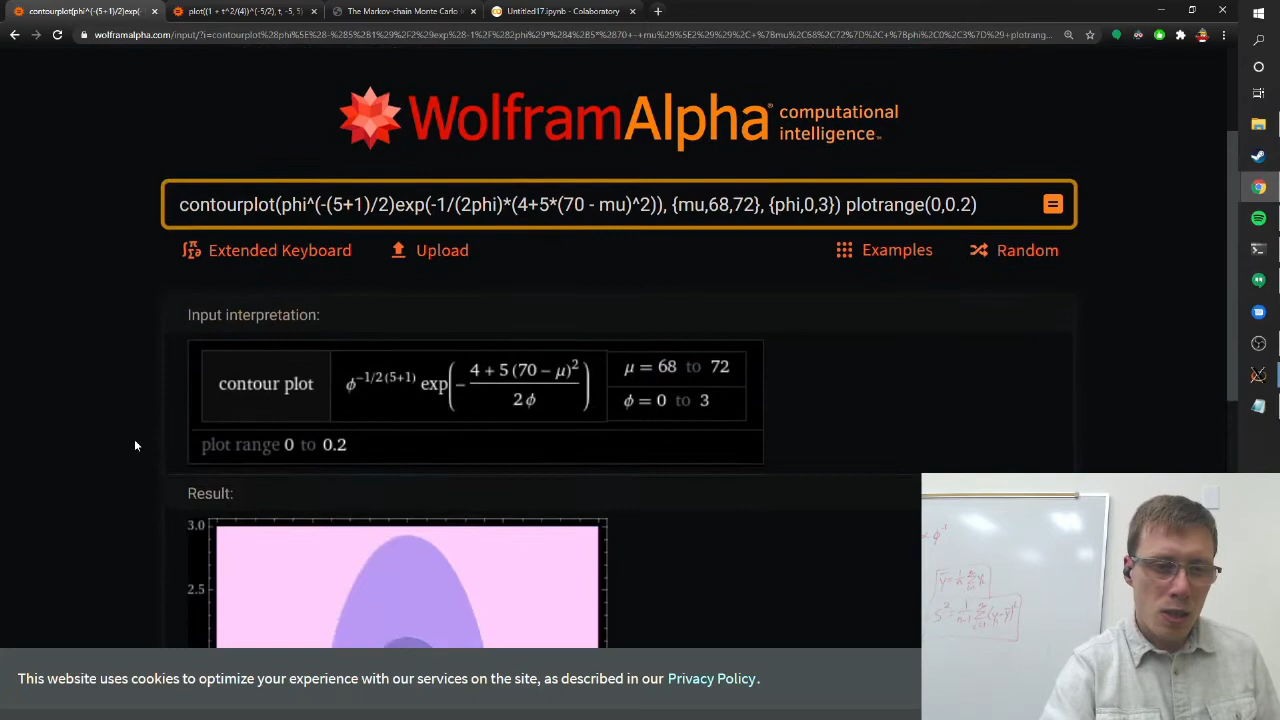 contourplot(phi^(-(5+1)/2)exp(-
plot((1 + t^2/(4))^(-5/2), t, -5, 5)
The Markov-chain Monte Carlo I
Untitled17.ipynb - Colaboratory
WolframAlpha computational intelligence™
contourplot(phi^(-(5+1)/2)exp(-1/(2phi)*(4+5*(70 - mu)^2)), {mu,68,72}, {phi,0,3}) plotrange(0,0.2)
Extended Keyboard Upload Examples Random
Input interpretation:
contour plot φ^(-1/2 (5+1)) exp(-(4 + 5 (70 - μ)^2)/(2 φ)) μ = 68 to 72
φ = 0 to 3
plot range 0 to 0.2
Result:
3.0
2.5
This website uses cookies to optimize your experience with our services on the site, as described in our Privacy Policy.